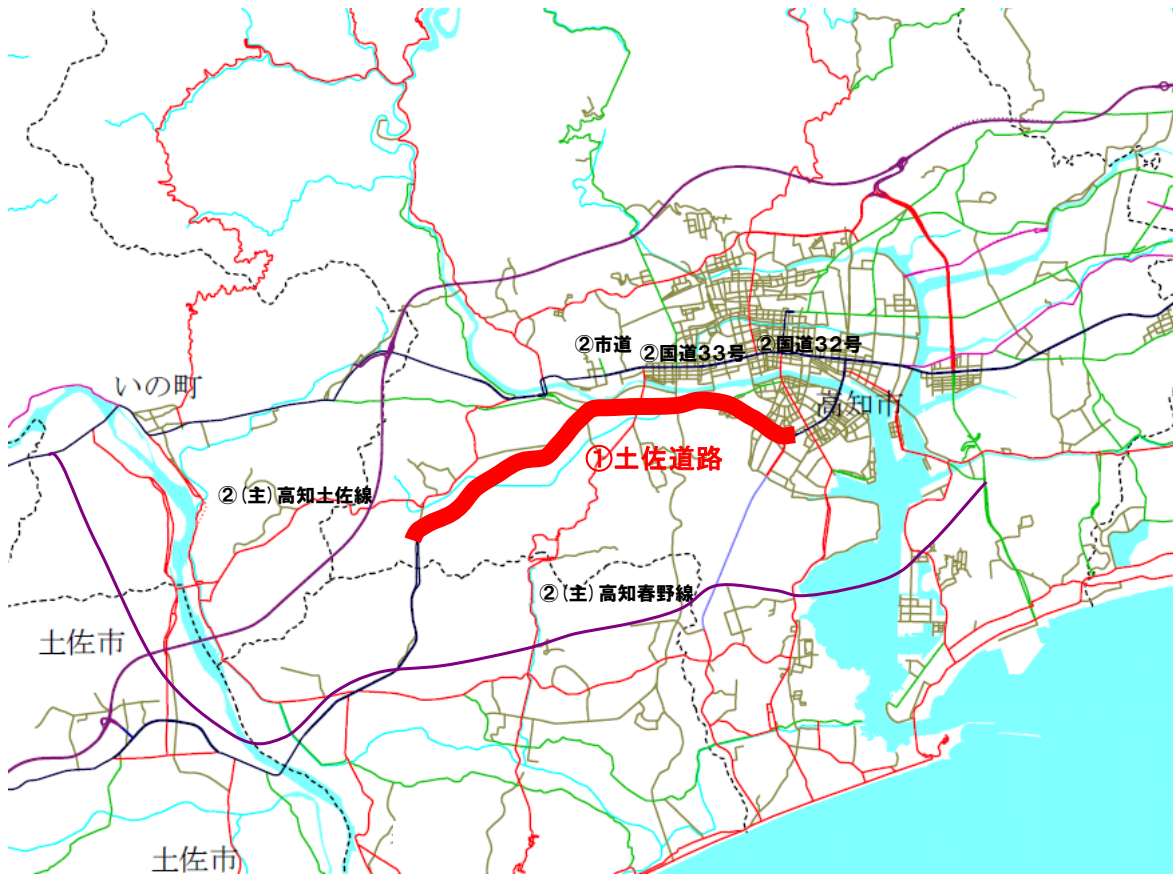 ②市道
②国道33号
②国道32号
いの町
高知市
①土佐道路
②(主)高知土佐線
②(主)高知春野線
土佐市
土佐市